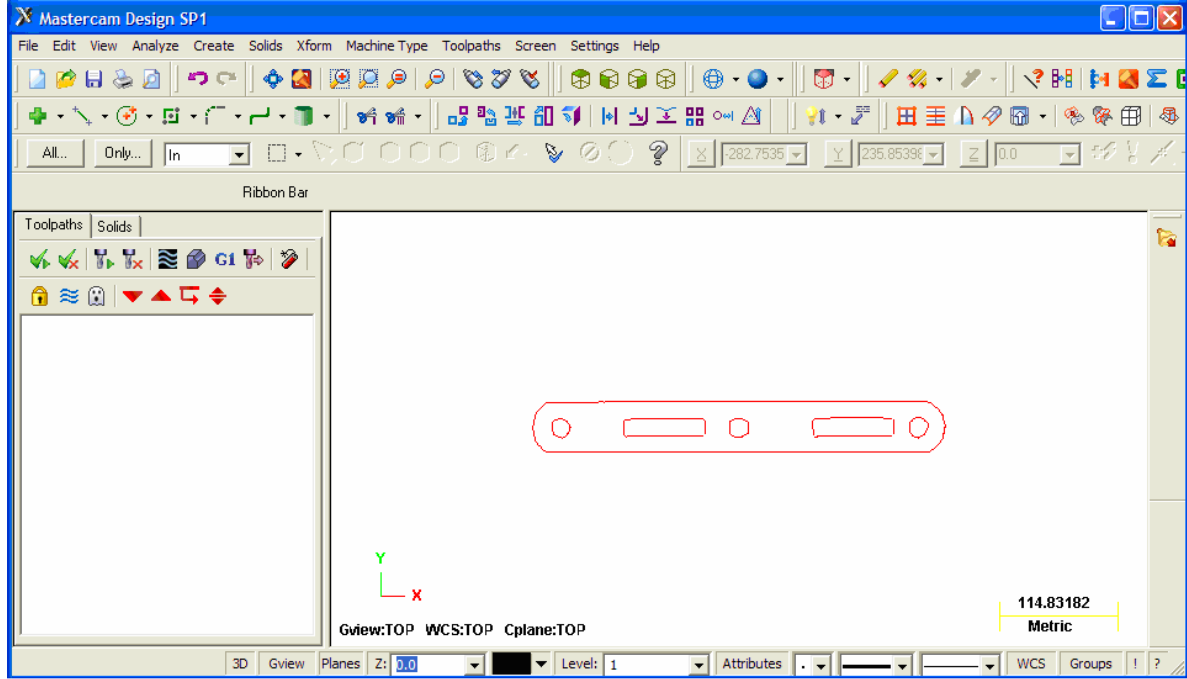 Mastercam Design SP1
File Edit View Analyze Create Solids Xform Machine Type Toolpaths Screen Settings Help
All... Only... In X -282.7535 Y 235.8539 Z 0.0
Ribbon Bar
Toolpaths Solids
G1
Y
X
114.83182
Metric
Gview:TOP WCS:TOP Cplane:TOP
3D Gview Planes Z: 0.0 Level: 1 Attributes WCS Groups ! ?